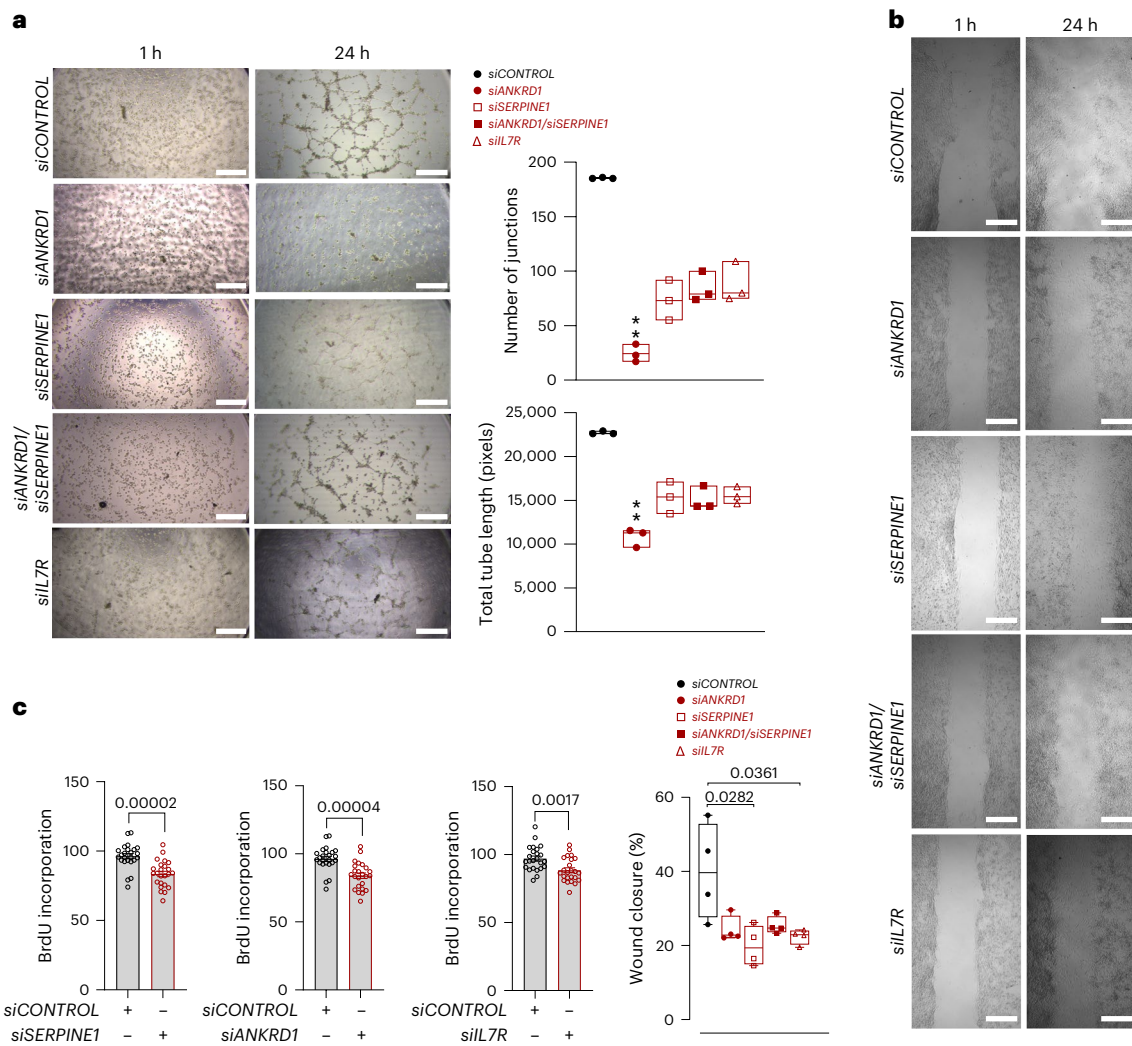 a
1 h
24 h
siCONTROL
siANKRD1
siSERPINE1
siANKRD1/
siSERPINE1
siIL7R
siCONTROL
siANKRD1
siSERPINE1
siANKRD1/siSERPINE1
siIL7R
Number of junctions
200
150
100
50
0
* *
Total tube length (pixels)
25,000
22,000
15,000
10,000
5,000
0
* *
b
1 h
24 h
siCONTROL
siANKRD1
siSERPINE1
siANKRD1/
siSERPINE1
siIL7R
c
BrdU incorporation
150
100
50
0
0.00002
siCONTROL + –
siSERPINE1 – +
BrdU incorporation
150
100
50
0
0.00004
siCONTROL + –
siANKRD1 – +
BrdU incorporation
150
100
50
0
0.0017
siCONTROL + –
siIL7R – +
siCONTROL
siANKRD1
siSERPINE1
siANKRD1/siSERPINE1
siIL7R
Wound closure (%)
60
40
20
0
0.0361
0.0282